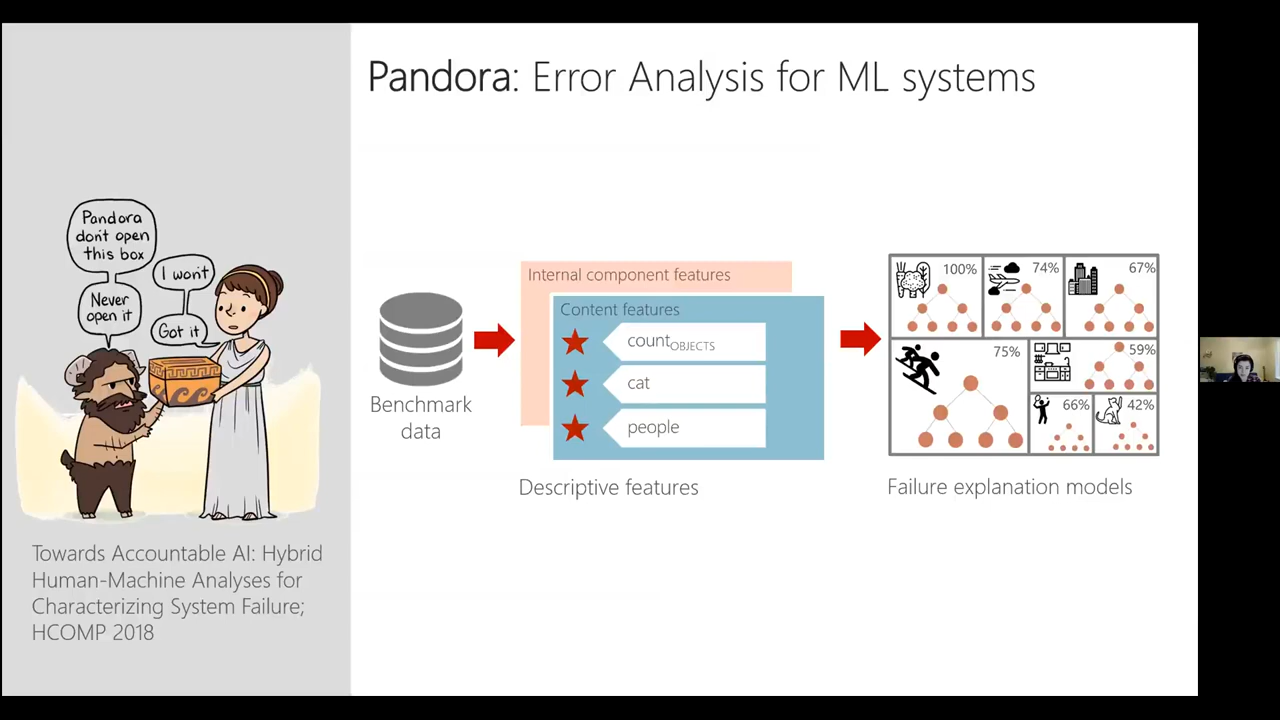 Pandora: Error Analysis for ML systems
Pandora
don't open
this box
I won't
Never
open it
Got it
Towards Accountable AI: Hybrid
Human-Machine Analyses for
Characterizing System Failure;
HCOMP 2018
Benchmark
data
Internal component features
Content features
countOBJECTS
cat
people
Descriptive features
100%
74%
67%
75%
59%
66%
42%
Failure explanation models